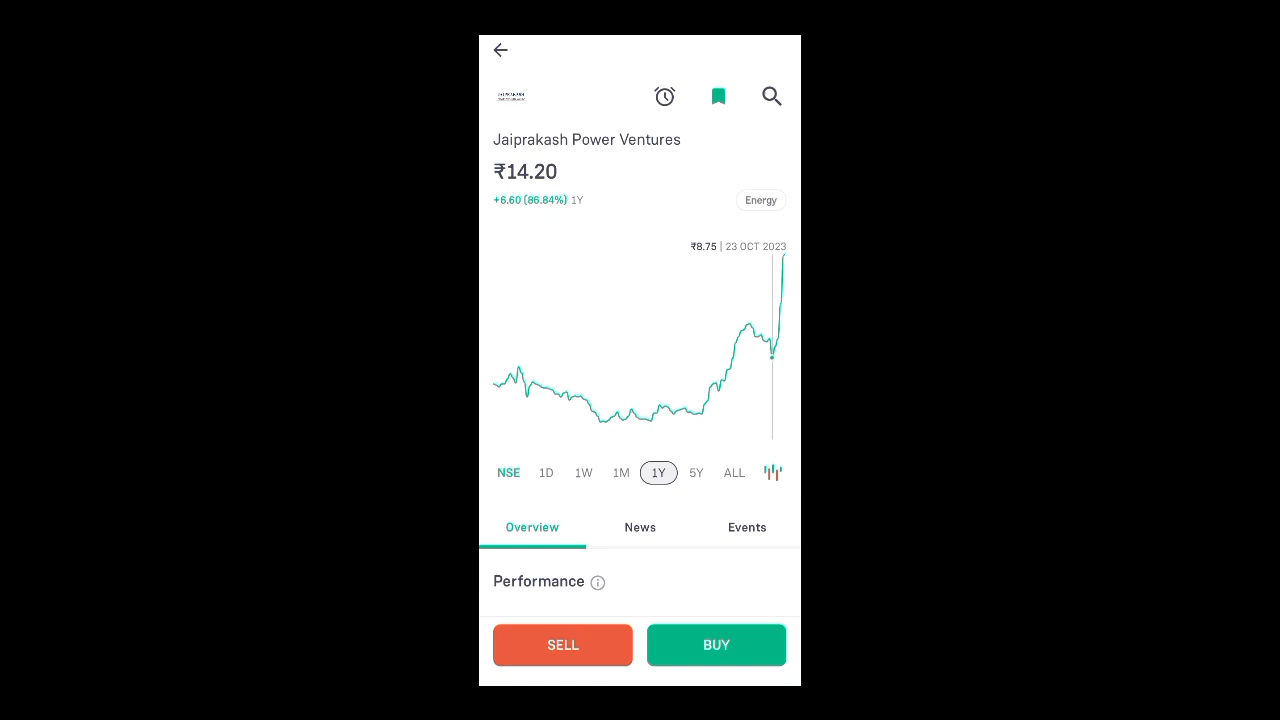 JAIPRAKASH
Jaiprakash Power Ventures
₹14.20
+6.60 (86.84%) 1Y
Energy
₹8.75 | 23 OCT 2023
NSE 1D 1W 1M 1Y 5Y ALL
Overview News Events
Performance
SELL BUY